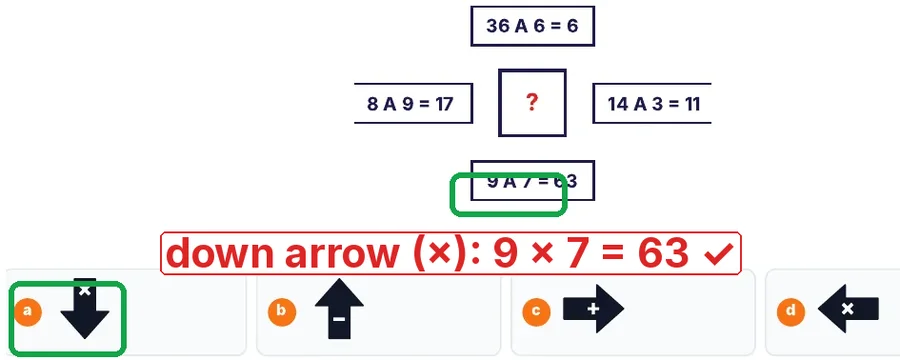 36 A 6 = 6
8 A 9 = 17
?
14 A 3 = 11
9 A 7 = 63
down arrow (×): 9 × 7 = 63 ✓
a
×
b
−
c
+
d
×